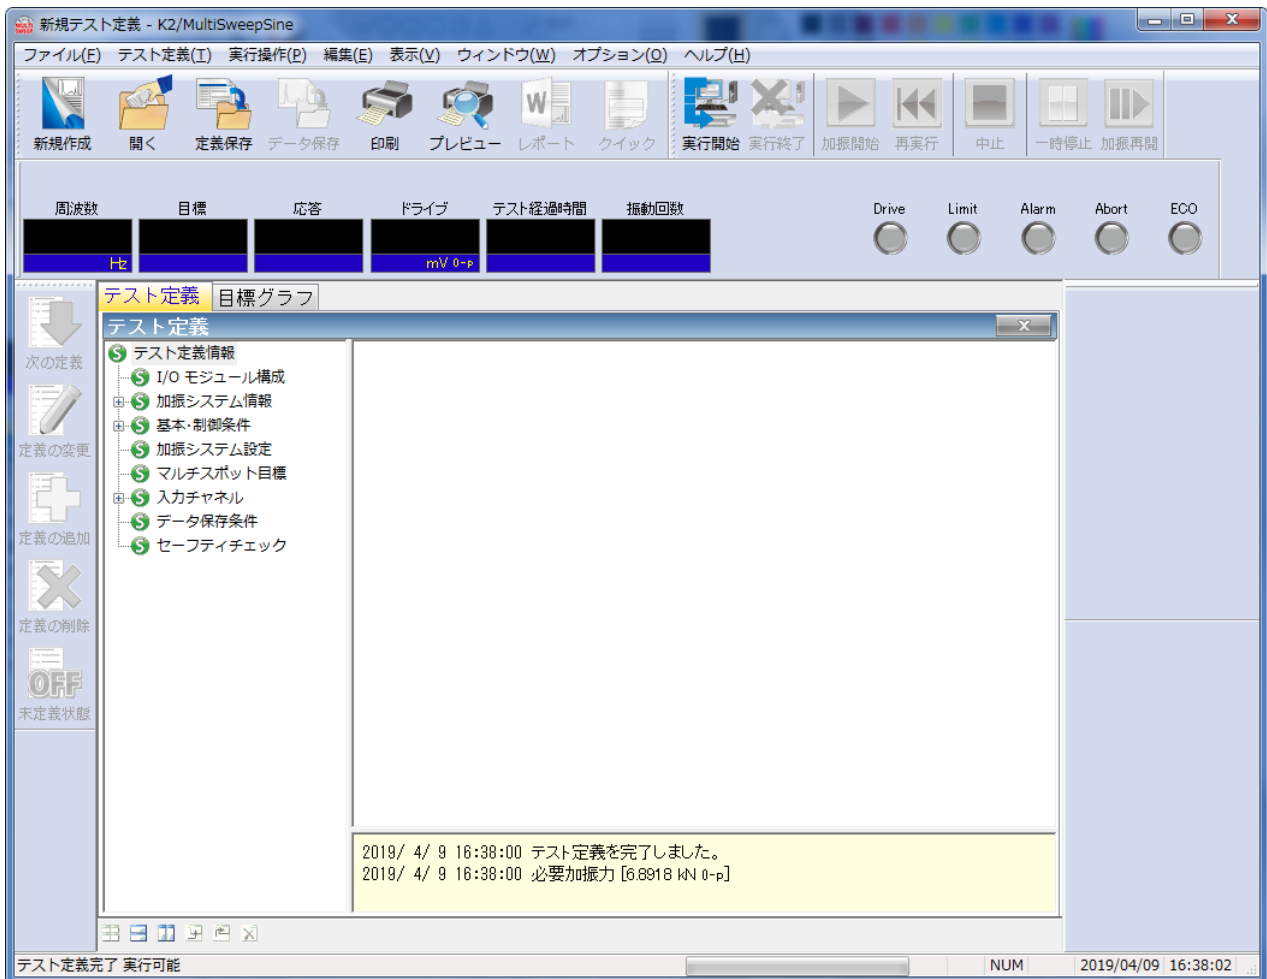 新規テスト定義 - K2/MultiSweepSine
ファイル(F) テスト定義(T) 実行操作(P) 編集(E) 表示(V) ウィンドウ(W) オプション(O) ヘルプ(H)
新規作成 開く 定義保存 データ保存 印刷 プレビュー レポート クイック 実行開始 実行終了 加振開始 再実行 中止 一時停止 加振再開
周波数 目標 応答 ドライブ テスト経過時間 振動回数 Drive Limit Alarm Abort ECO
Hz mV 0-p
テスト定義 目標グラフ
テスト定義
次の定義
定義の変更
定義の追加
定義の削除
OFF
未定義状態
テスト定義情報
I/O モジュール構成
加振システム情報
基本・制御条件
加振システム設定
マルチスポット目標
入力チャネル
データ保存条件
セーフティチェック
2019/ 4/ 9 16:38:00 テスト定義を完了しました。
2019/ 4/ 9 16:38:00 必要加振力 [6.8918 kN 0-p]
テスト定義完了 実行可能 NUM 2019/04/09 16:38:02